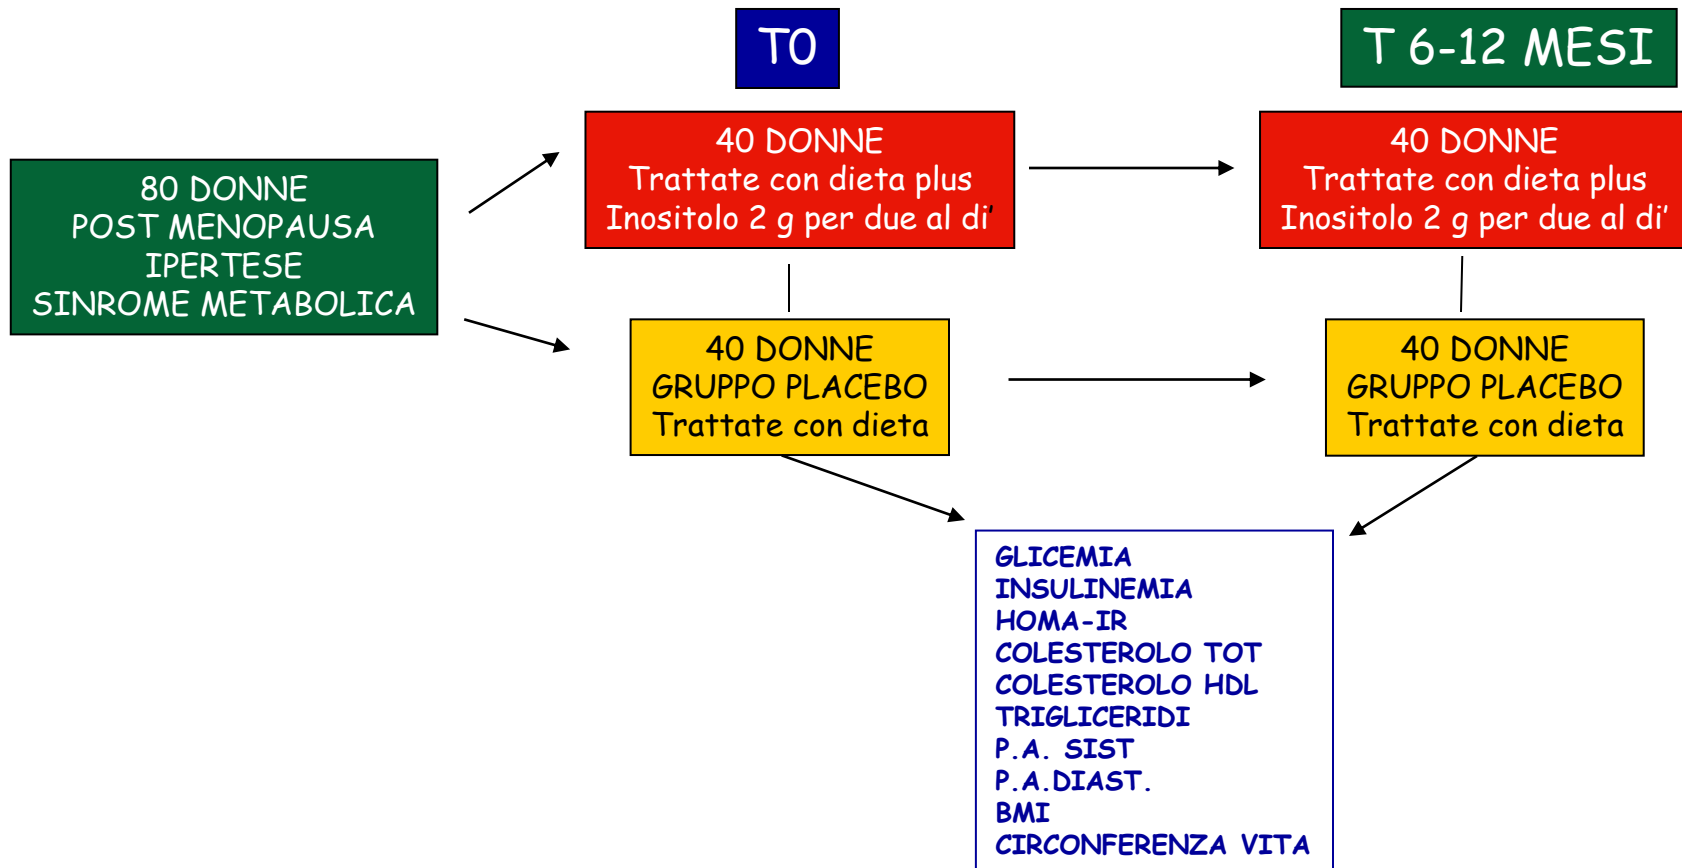 T0
T 6-12 MESI
80 DONNE
POST MENOPAUSA
IPERTESE
SINROME METABOLICA
40 DONNE
Trattate con dieta plus
Inositolo 2 g per due al di'
40 DONNE
Trattate con dieta plus
Inositolo 2 g per due al di'
40 DONNE
GRUPPO PLACEBO
Trattate con dieta
40 DONNE
GRUPPO PLACEBO
Trattate con dieta
GLICEMIA
INSULINEMIA
HOMA-IR
COLESTEROLO TOT
COLESTEROLO HDL
TRIGLICERIDI
P.A. SIST
P.A.DIAST.
BMI
CIRCONFERENZA VITA